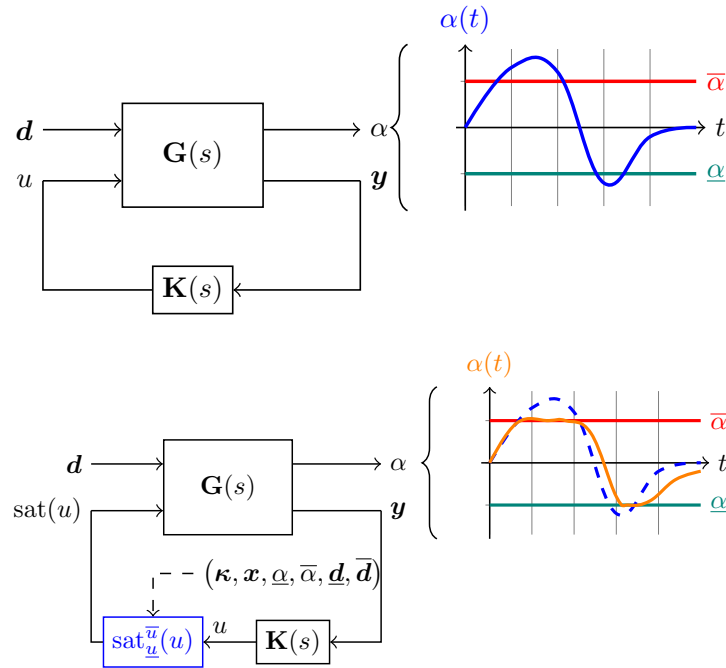 α(t)
α̅
d
G(s)
α
t
u
y
α̲
K(s)
α(t)
α̅
d
G(s)
α
t
sat(u)
y
α̲
(κ, x, α̲, α̅, d̲, d̅)
sat_u̲^u̅(u)
u
K(s)